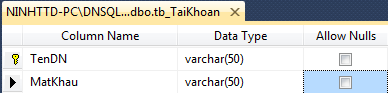 NINHTTD-PC\DNSQL...dbo.tb_TaiKhoan
Column Name Data Type Allow Nulls
TenDN varchar(50)
MatKhau varchar(50)